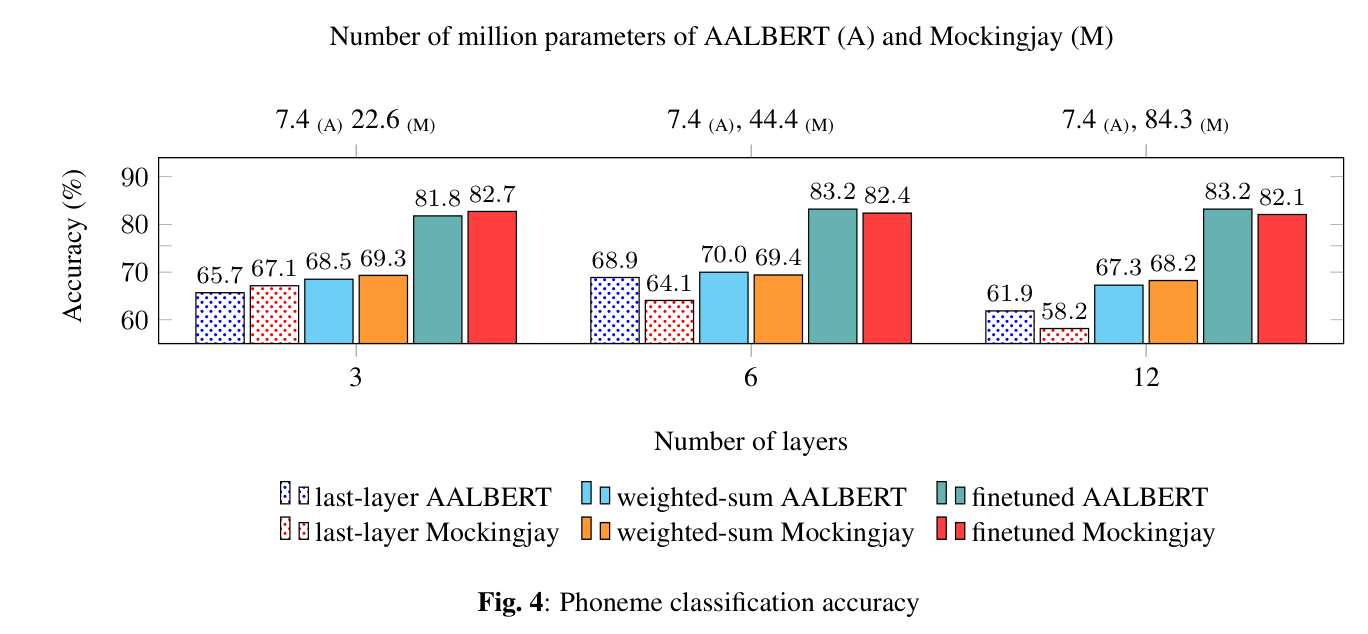 Number of million parameters of AALBERT (A) and Mockingjay (M)
7.4 (A) 22.6 (M)
7.4 (A), 44.4 (M)
7.4 (A), 84.3 (M)
Accuracy (%)
90
80
70
60
65.7 67.1 68.5 69.3 81.8 82.7
68.9 64.1 70.0 69.4 83.2 82.4
61.9 58.2 67.3 68.2 83.2 82.1
3 6 12
Number of layers
last-layer AALBERT weighted-sum AALBERT finetuned AALBERT
last-layer Mockingjay weighted-sum Mockingjay finetuned Mockingjay
Fig. 4: Phoneme classification accuracy